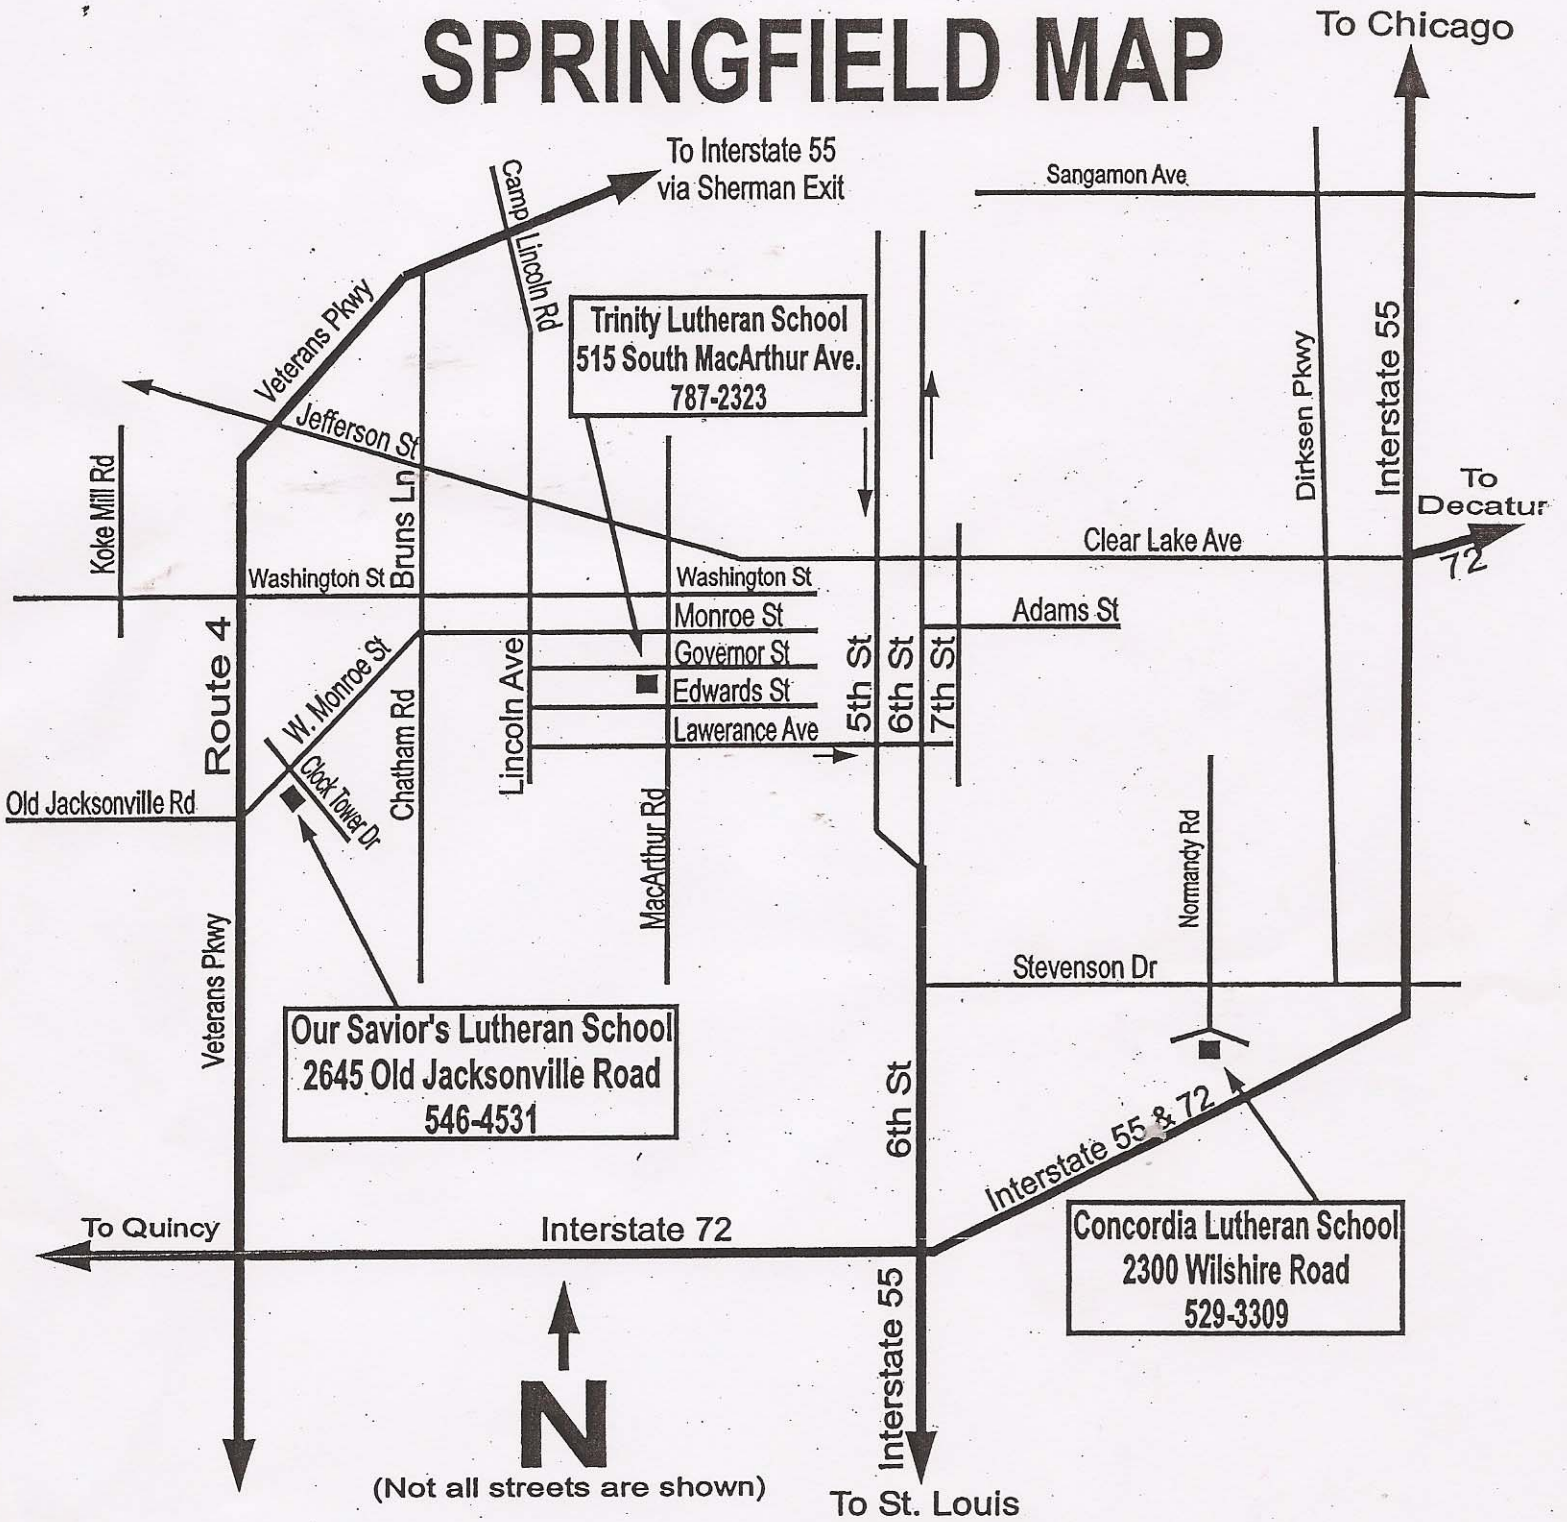 SPRINGFIELD MAP
To Chicago
To Interstate 55
via Sherman Exit
Sangamon Ave
Camp Lincoln Rd
Veterans Pkwy
Trinity Lutheran School
515 South MacArthur Ave.
787-2323
Interstate 55
Dirksen Pkwy
Jefferson St
Koke Mill Rd
Bruns Ln
To
Decatur
72
Clear Lake Ave
Washington St
Washington St
Monroe St
Adams St
Governor St
Edwards St
Lawerance Ave
Route 4
W. Monroe St
Clock Tower Dr
Chatham Rd
Lincoln Ave
MacArthur Rd
5th St
6th St
7th St
Old Jacksonville Rd
Normandy Rd
Veterans Pkwy
Stevenson Dr
Our Savior's Lutheran School
2645 Old Jacksonville Road
546-4531
6th St
Interstate 55 & 72
Concordia Lutheran School
2300 Wilshire Road
529-3309
To Quincy
Interstate 72
Interstate 55
N
(Not all streets are shown)
To St. Louis